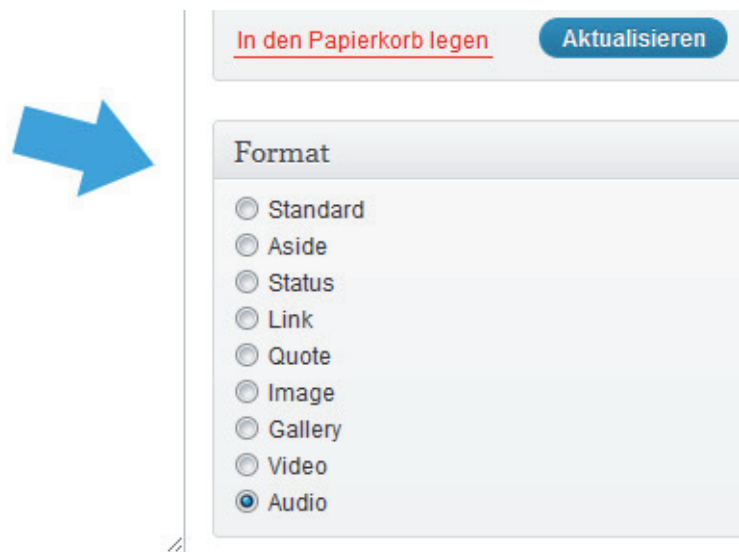 In den Papierkorb legen Aktualisieren
Format
Standard
Aside
Status
Link
Quote
Image
Gallery
Video
Audio